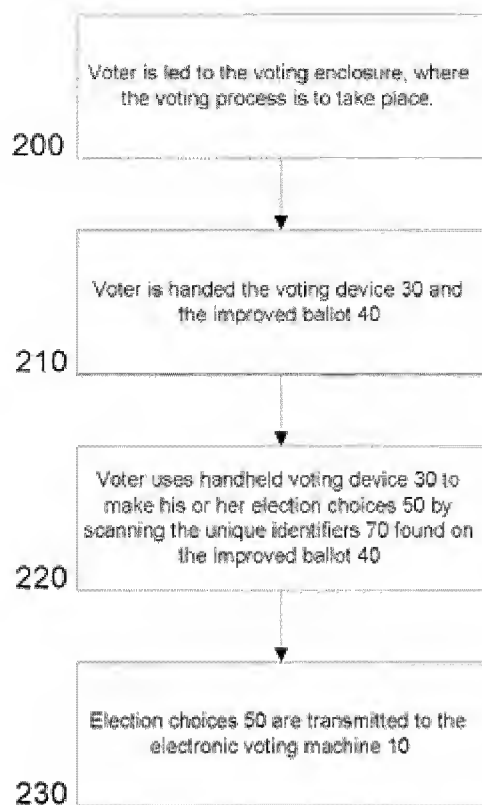 Voter is led to the voting enclosure, where
the voting process is to take place.
200
Voter is handed the voting device 30 and
the improved ballot 40
210
Voter uses handheld voting device 30 to
make his or her election choices 50 by
scanning the unique identifiers 70 found on
the improved ballot 40
220
Election choices 50 are transmitted to the
electronic voting machine 10
230